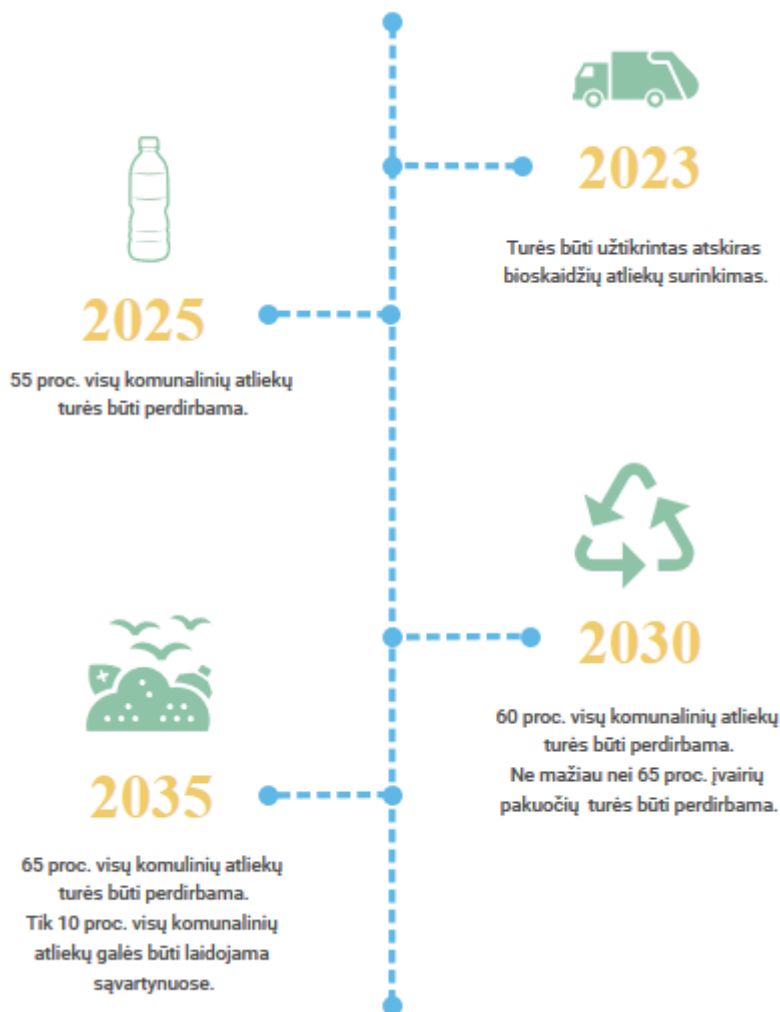 2023
Turės būti užtikrintas atskiras
bioskaidžių atliekų surinkimas.
2025
55 proc. visų komunalinių atliekų
turės būti perdirbama.
2030
60 proc. visų komunalinių atliekų
turės būti perdirbama.
Ne mažiau nei 65 proc. įvairių
pakuočių turės būti perdirbama.
2035
65 proc. visų komulinių atliekų
turės būti perdirbama.
Tik 10 proc. visų komunalinių
atliekų galės būti laidojama
sąvartynuose.